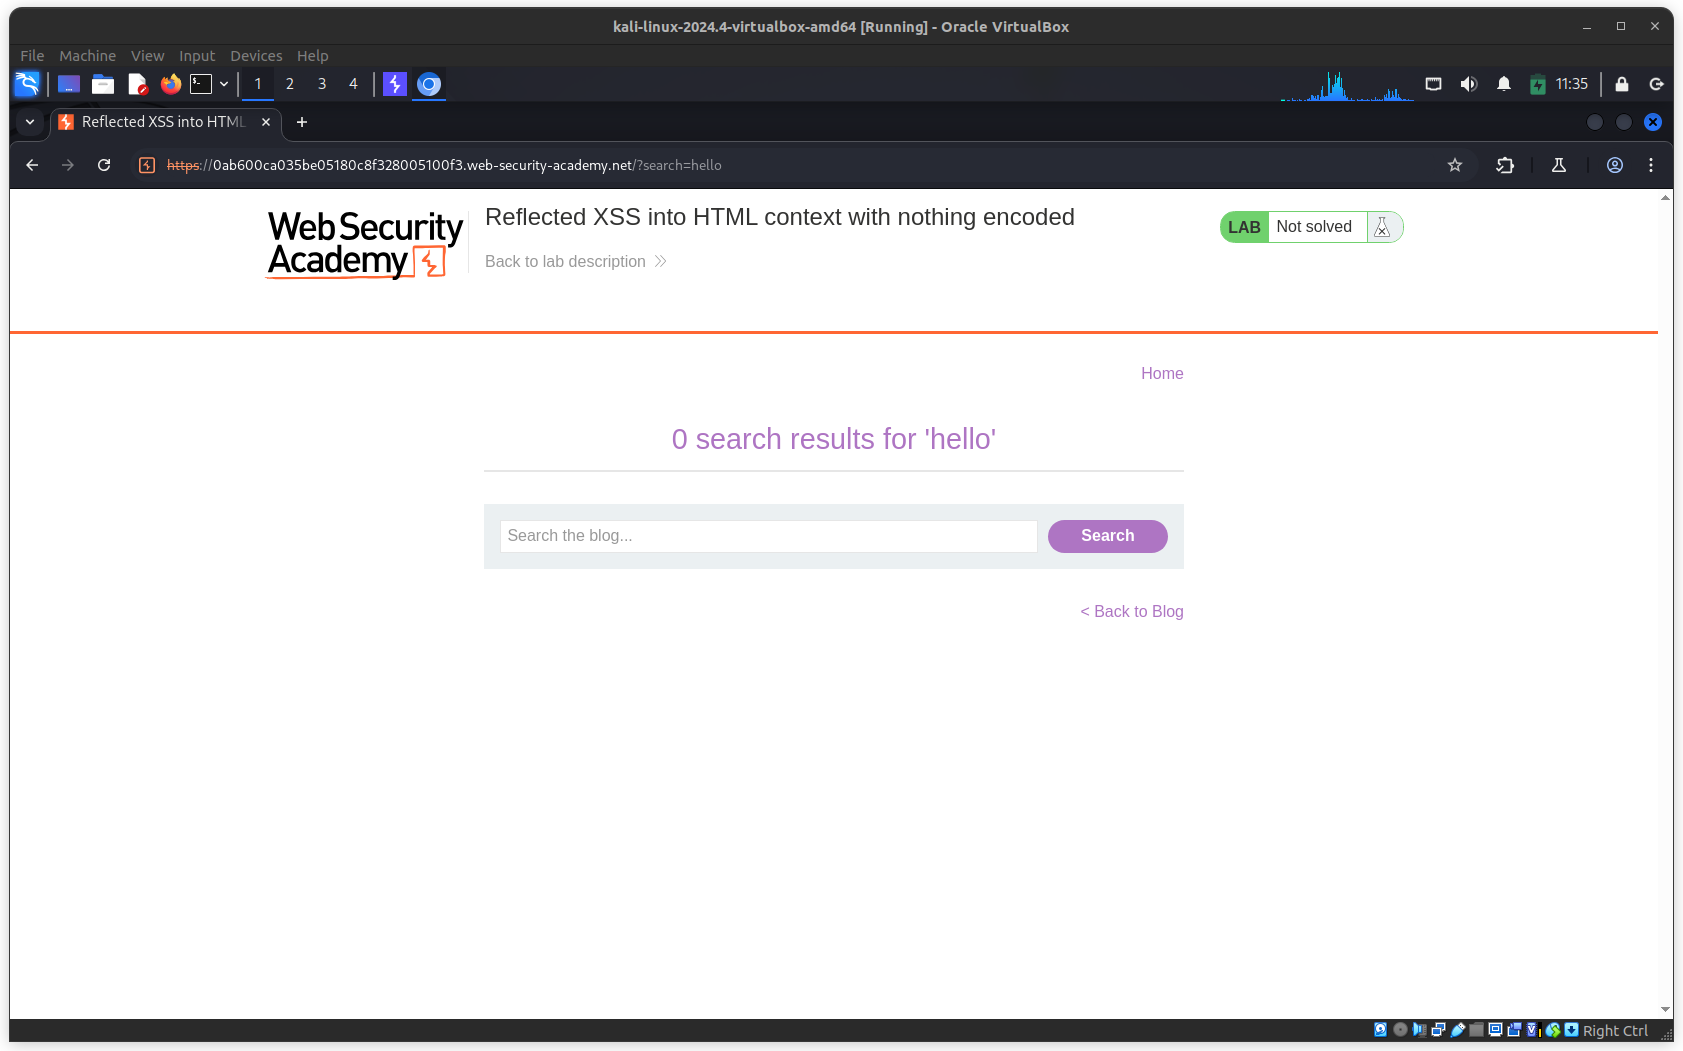 kali-linux-2024.4-virtualbox-amd64 [Running] - Oracle VirtualBox
File Machine View Input Devices Help
1 2 3 4 11:35
Reflected XSS into HTML
https://0ab600ca035be05180c8f328005100f3.web-security-academy.net/?search=hello
Web Security
Academy
Reflected XSS into HTML context with nothing encoded
Back to lab description
LAB Not solved
Home
0 search results for 'hello'
Search the blog... Search
< Back to Blog
Right Ctrl